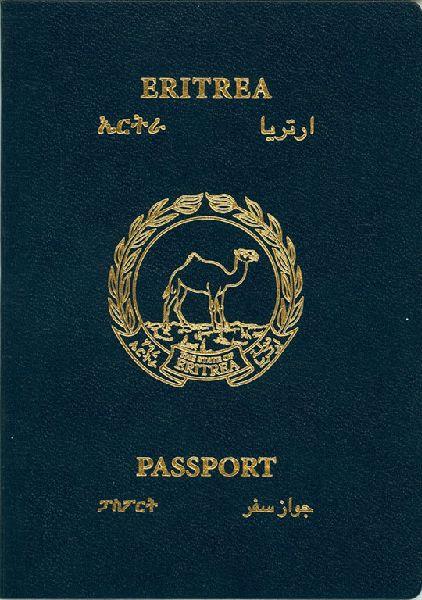 ERITREA
ኤርትራ ارتريا
ሃገረ ኤርትራ
THE STATE OF
ERITREA
دولة ارتريا
PASSPORT
ፓስፖርት جواز سفر